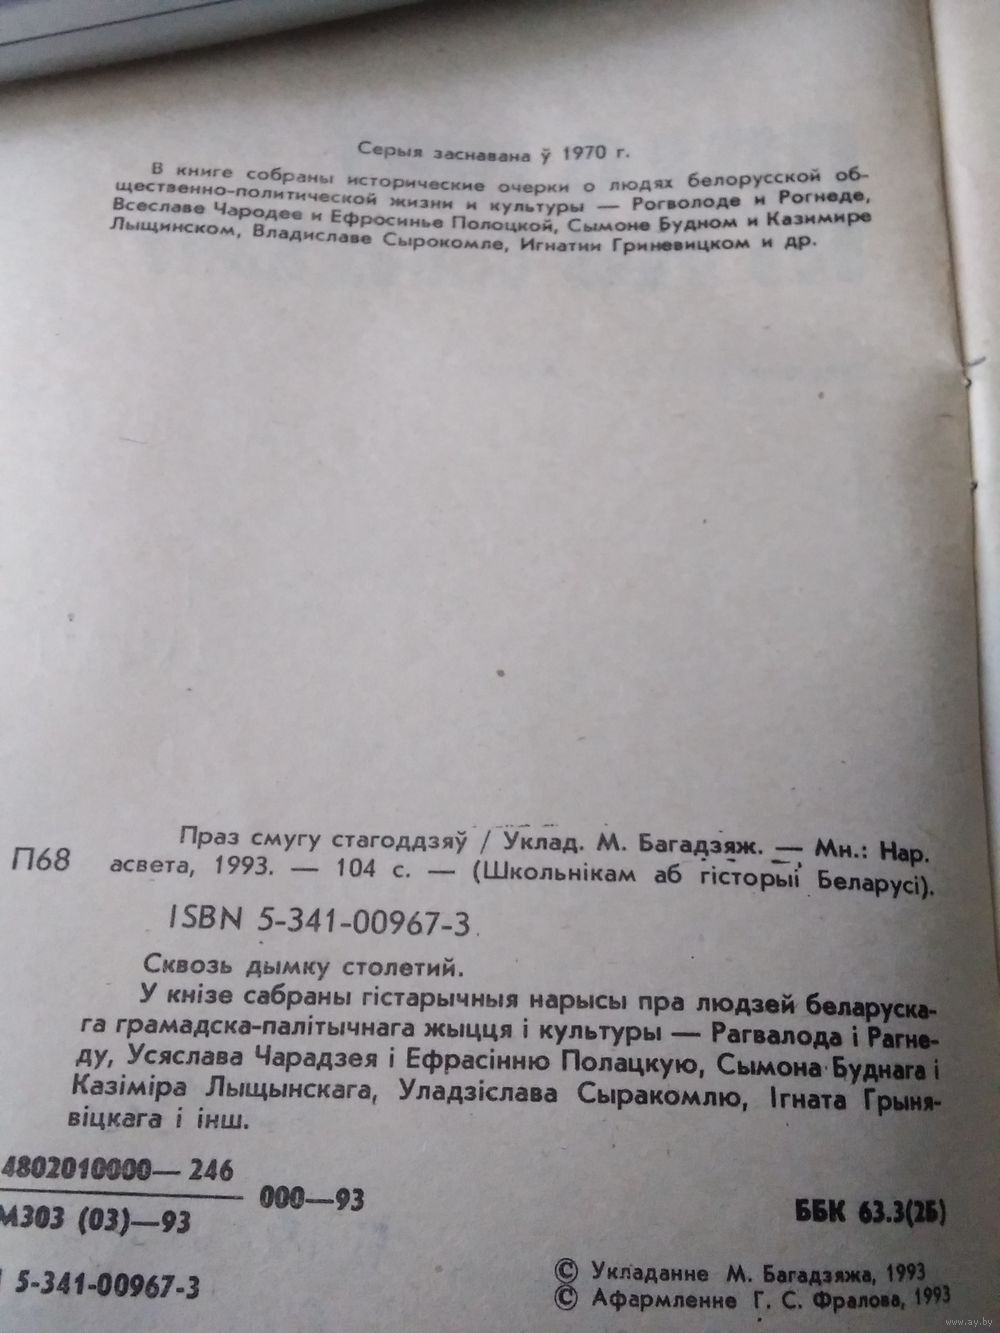 Серыя заснавана ў 1970 г.
В книге собраны исторические очерки о людях белорусской об-
щественно-политической жизни и культуры — Рогволоде и Рогнеде,
Всеславе Чародее и Ефросинье Полоцкой, Сымоне Будном и Казимире
Лыщинском, Владиславе Сырокомле, Игнатии Гриневицком и др.
Праз смугу стагоддзяў / Уклад. М. Багадзяж. — Мн.: Нар.
П68 асвета, 1993. — 104 с. — (Школьнікам аб гісторыі Беларусі).
ISBN 5-341-00967-3
Сквозь дымку столетий.
У кнізе сабраны гістарычныя нарысы пра людзей беларуска-
га грамадска-палітычнага жыцця і культуры — Рагвалода і Рагне-
ду, Усяслава Чарадзея і Ефрасінню Полацкую, Сымона Буднага і
Казіміра Лыщынскага, Уладзіслава Сыракомлю, Ігната Грыня-
віцкага і інш.
4802010000— 246
000—93
М303 (03)—93
ББК 63.3(2Б)
5-341-00967-3
© Укладанне М. Багадзяжа, 1993
© Афармленне Г. С. Фралова, 1993
www.ay.by